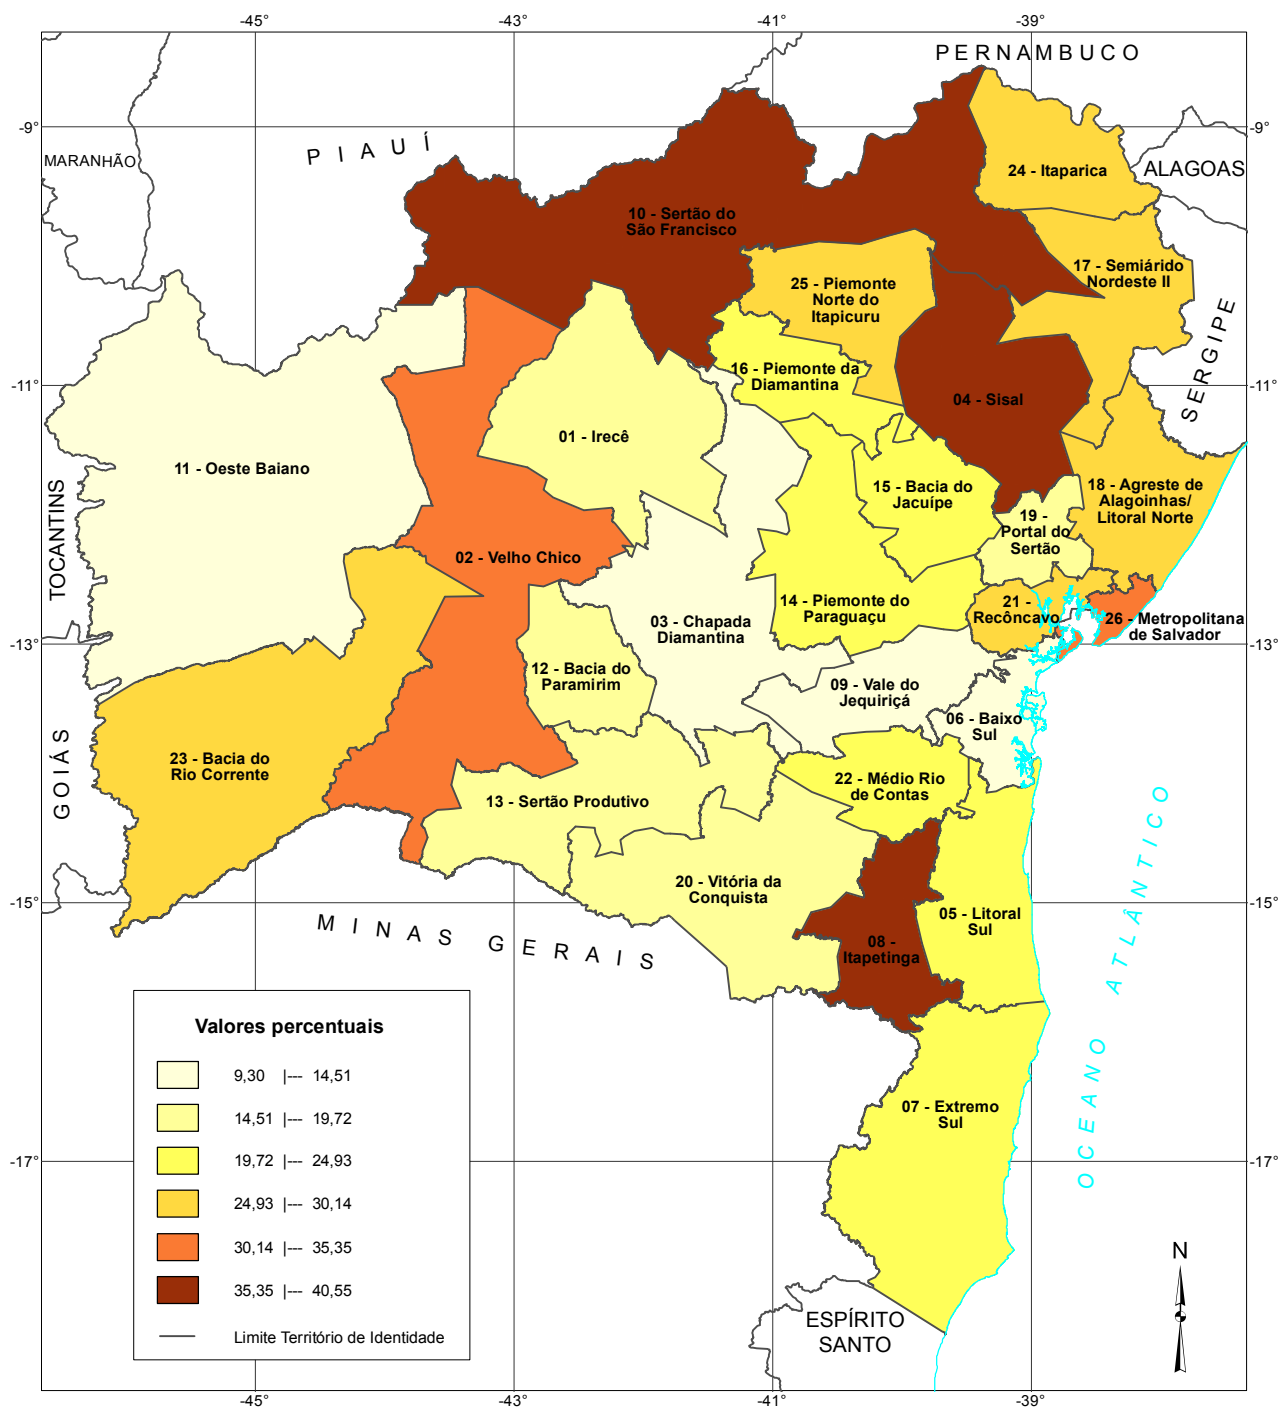 -45°
-43°
-41°
-39°
PERNAMBUCO
-9°
-9°
PIAUÍ
MARANHÃO
ALAGOAS
24 - Itaparica
10 - Sertão do
São Francisco
17 - Semiárido
Nordeste II
25 - Piemonte
Norte do
Itapicuru
SERGIPE
16 - Piemonte da
Diamantina
-11°
-11°
04 - Sisal
01 - Irecê
11 - Oeste Baiano
15 - Bacia do
Jacuípe
18 - Agreste de
Alagoinhas/
Litoral Norte
19 -
Portal do
Sertão
TOCANTINS
02 - Velho Chico
14 - Piemonte do
Paraguaçu
21 -
Recôncavo
26 - Metropolitana
de Salvador
03 - Chapada
Diamantina
-13°
-13°
12 - Bacia do
Paramirim
09 - Vale do
Jequiriçá
06 - Baixo
Sul
GOIÁS
23 - Bacia do
Rio Corrente
22 - Médio Rio
de Contas
13 - Sertão Produtivo
OCEANO ATLÂNTICO
20 - Vitória da
Conquista
-15°
-15°
05 - Litoral
Sul
MINAS GERAIS
08 -
Itapetinga
Valores percentuais
9,30 |--- 14,51
14,51 |--- 19,72
19,72 |--- 24,93
24,93 |--- 30,14
30,14 |--- 35,35
35,35 |--- 40,55
Limite Território de Identidade
07 - Extremo
Sul
-17°
-17°
N
ESPÍRITO
SANTO
-45°
-43°
-41°
-39°